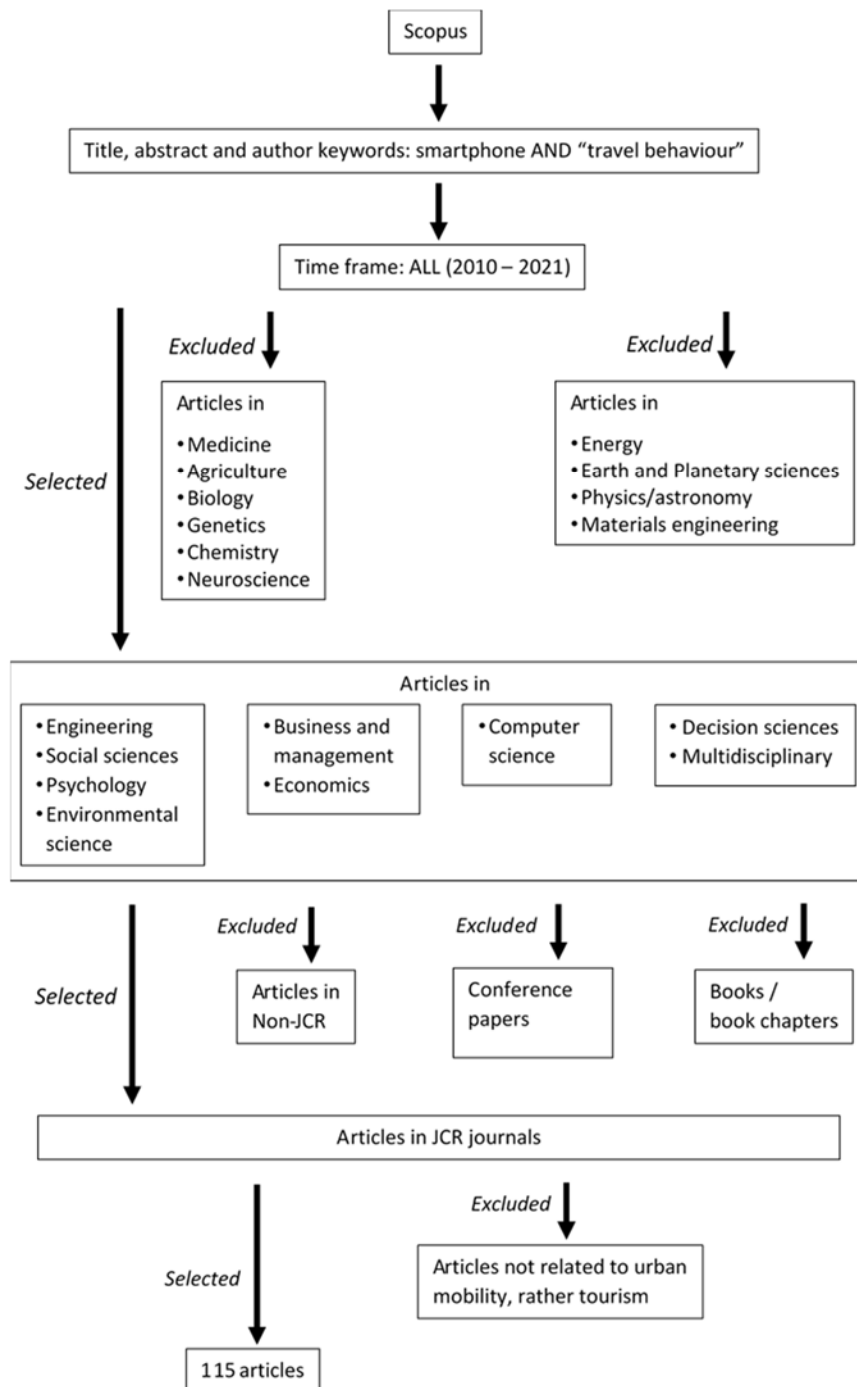 Scopus
Title, abstract and author keywords: smartphone AND “travel behaviour”
Time frame: ALL (2010 – 2021)
Excluded
Excluded
Selected
Articles in
• Medicine
• Agriculture
• Biology
• Genetics
• Chemistry
• Neuroscience
Articles in
• Energy
• Earth and Planetary sciences
• Physics/astronomy
• Materials engineering
Articles in
• Engineering
• Social sciences
• Psychology
• Environmental
science
• Business and
management
• Economics
• Computer
science
• Decision sciences
• Multidisciplinary
Selected
Excluded
Excluded
Excluded
Articles in
Non-JCR
Conference
papers
Books /
book chapters
Articles in JCR journals
Selected
Excluded
Articles not related to urban
mobility, rather tourism
115 articles